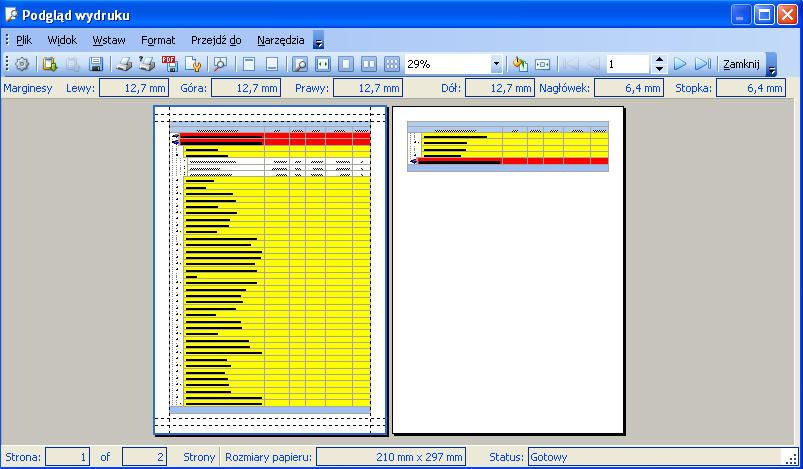 Podgląd wydruku
Plik Widok Wstaw Format Przejdź do Narzędzia
PDF 29% 1 Zamknij
Marginesy Lewy: 12,7 mm Góra: 12,7 mm Prawy: 12,7 mm Dół: 12,7 mm Nagłówek: 6,4 mm Stopka: 6,4 mm
Strona: 1 of 2 Strony Rozmiary papieru: 210 mm x 297 mm Status: Gotowy